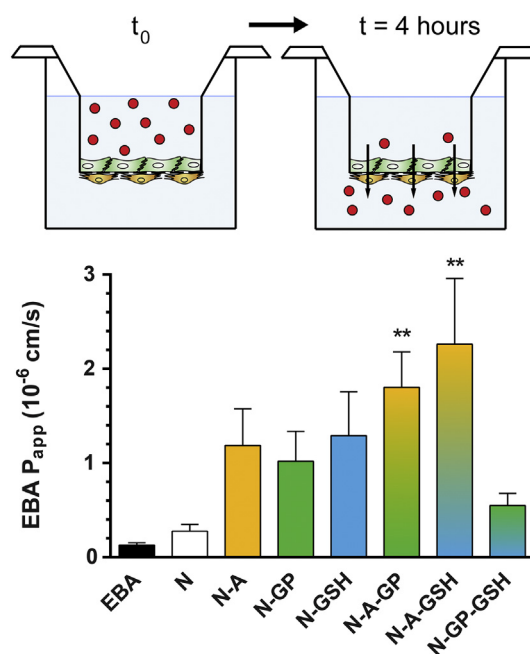 t₀
t = 4 hours
EBA Papp (10⁻⁶ cm/s)
3
2
1
0
**
**
EBA
N
N-A
N-GP
N-GSH
N-A-GP
N-A-GSH
N-GP-GSH